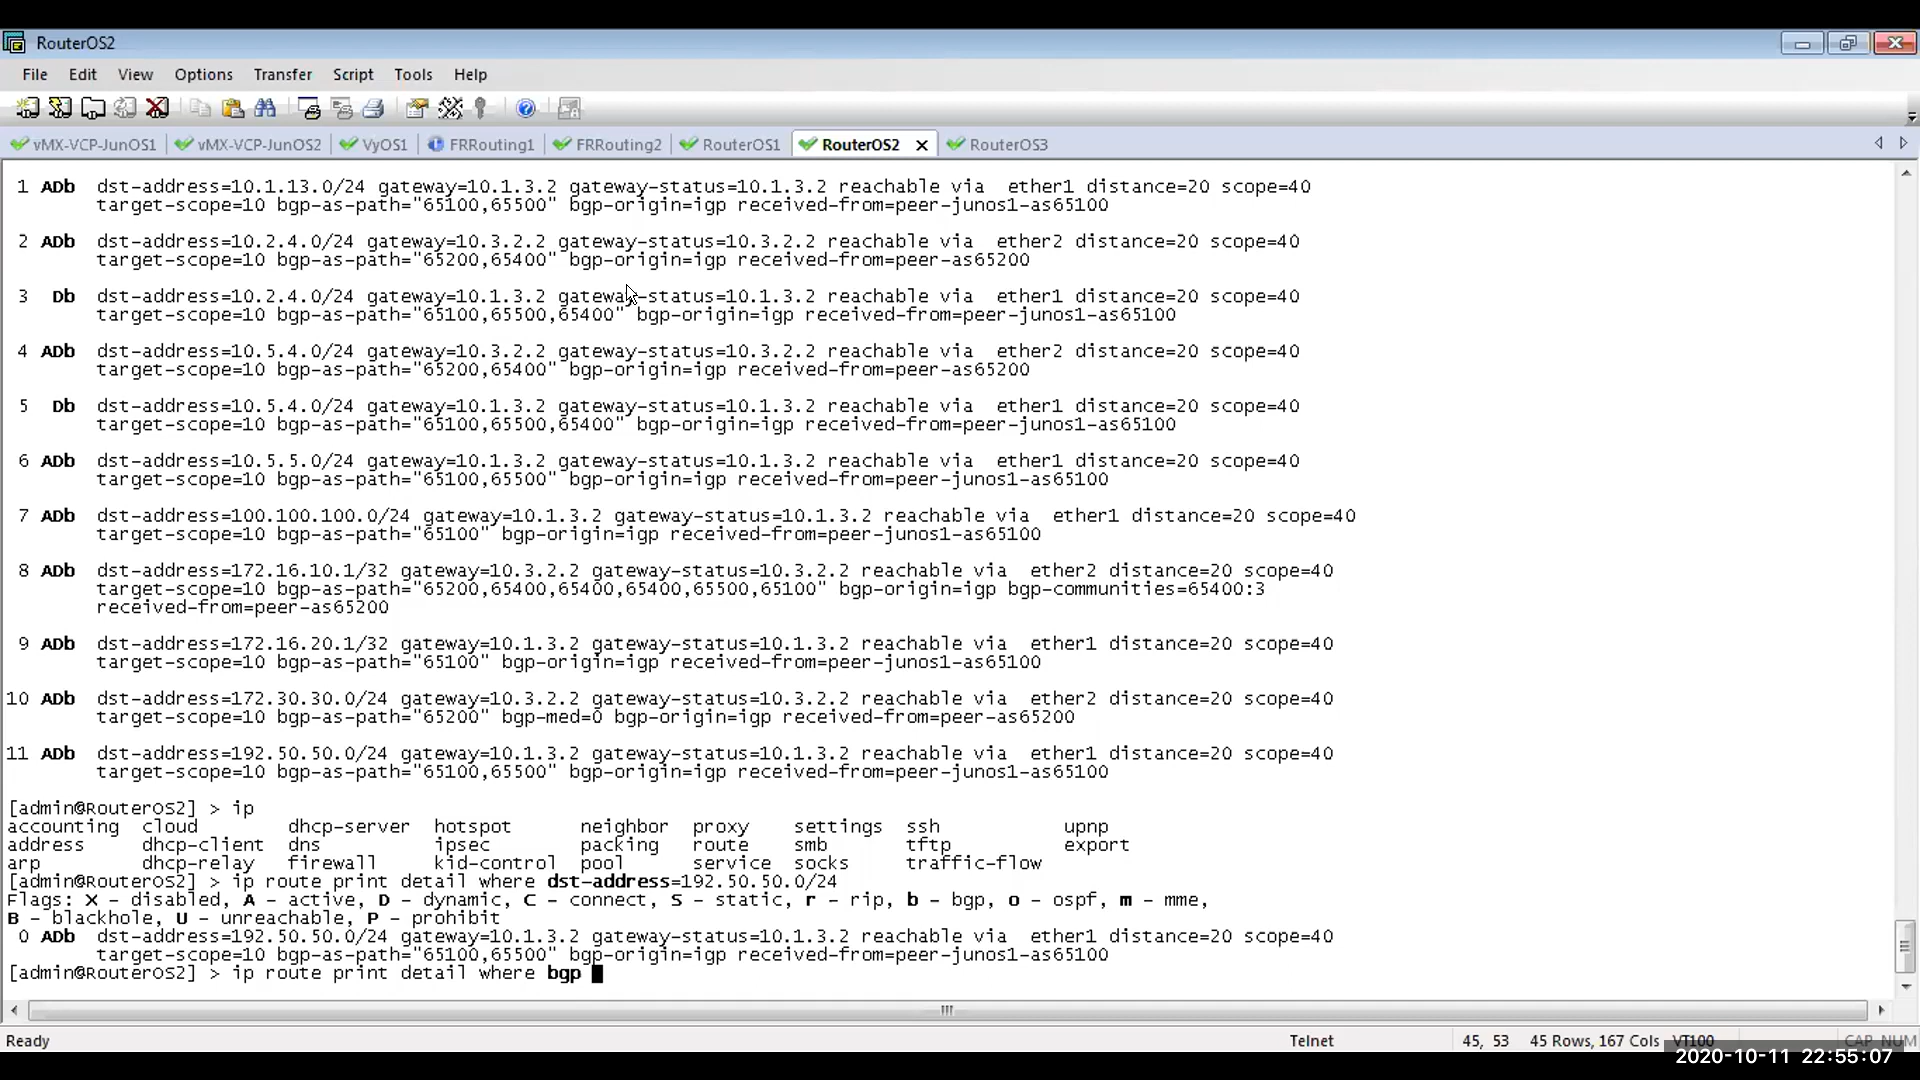 RouterOS2
File Edit View Options Transfer Script Tools Help
vMX-VCP-JunOS1 vMX-VCP-JunOS2 VyOS1 FRRouting1 FRRouting2 RouterOS1 RouterOS2 RouterOS3
1 ADb dst-address=10.1.13.0/24 gateway=10.1.3.2 gateway-status=10.1.3.2 reachable via ether1 distance=20 scope=40
target-scope=10 bgp-as-path="65100,65500" bgp-origin=igp received-from=peer-junos1-as65100
2 ADb dst-address=10.2.4.0/24 gateway=10.3.2.2 gateway-status=10.3.2.2 reachable via ether2 distance=20 scope=40
target-scope=10 bgp-as-path="65200,65400" bgp-origin=igp received-from=peer-as65200
3 Db dst-address=10.2.4.0/24 gateway=10.1.3.2 gateway-status=10.1.3.2 reachable via ether1 distance=20 scope=40
target-scope=10 bgp-as-path="65100,65500,65400" bgp-origin=igp received-from=peer-junos1-as65100
4 ADb dst-address=10.5.4.0/24 gateway=10.3.2.2 gateway-status=10.3.2.2 reachable via ether2 distance=20 scope=40
target-scope=10 bgp-as-path="65200,65400" bgp-origin=igp received-from=peer-as65200
5 Db dst-address=10.5.4.0/24 gateway=10.1.3.2 gateway-status=10.1.3.2 reachable via ether1 distance=20 scope=40
target-scope=10 bgp-as-path="65100,65500,65400" bgp-origin=igp received-from=peer-junos1-as65100
6 ADb dst-address=10.5.5.0/24 gateway=10.1.3.2 gateway-status=10.1.3.2 reachable via ether1 distance=20 scope=40
target-scope=10 bgp-as-path="65100,65500" bgp-origin=igp received-from=peer-junos1-as65100
7 ADb dst-address=100.100.100.0/24 gateway=10.1.3.2 gateway-status=10.1.3.2 reachable via ether1 distance=20 scope=40
target-scope=10 bgp-as-path="65100" bgp-origin=igp received-from=peer-junos1-as65100
8 ADb dst-address=172.16.10.1/32 gateway=10.3.2.2 gateway-status=10.3.2.2 reachable via ether2 distance=20 scope=40
target-scope=10 bgp-as-path="65200,65400,65400,65400,65500,65100" bgp-origin=igp bgp-communities=65400:3
received-from=peer-as65200
9 ADb dst-address=172.16.20.1/32 gateway=10.1.3.2 gateway-status=10.1.3.2 reachable via ether1 distance=20 scope=40
target-scope=10 bgp-as-path="65100" bgp-origin=igp received-from=peer-junos1-as65100
10 ADb dst-address=172.30.30.0/24 gateway=10.3.2.2 gateway-status=10.3.2.2 reachable via ether2 distance=20 scope=40
target-scope=10 bgp-as-path="65200" bgp-med=0 bgp-origin=igp received-from=peer-as65200
11 ADb dst-address=192.50.50.0/24 gateway=10.1.3.2 gateway-status=10.1.3.2 reachable via ether1 distance=20 scope=40
target-scope=10 bgp-as-path="65100,65500" bgp-origin=igp received-from=peer-junos1-as65100
[admin@RouterOS2] > ip
accounting cloud dhcp-server hotspot neighbor proxy settings ssh upnp
address dhcp-client dns ipsec packing route smb tftp export
arp dhcp-relay firewall kid-control pool service socks traffic-flow
[admin@RouterOS2] > ip route print detail where dst-address=192.50.50.0/24
Flags: X - disabled, A - active, D - dynamic, C - connect, S - static, r - rip, b - bgp, o - ospf, m - mme,
B - blackhole, U - unreachable, P - prohibit
0 ADb dst-address=192.50.50.0/24 gateway=10.1.3.2 gateway-status=10.1.3.2 reachable via ether1 distance=20 scope=40
target-scope=10 bgp-as-path="65100,65500" bgp-origin=igp received-from=peer-junos1-as65100
[admin@RouterOS2] > ip route print detail where bgp
Ready Telnet 45, 53 45 Rows, 167 Cols VT100 CAP NUM
2020-10-11 22:55:07